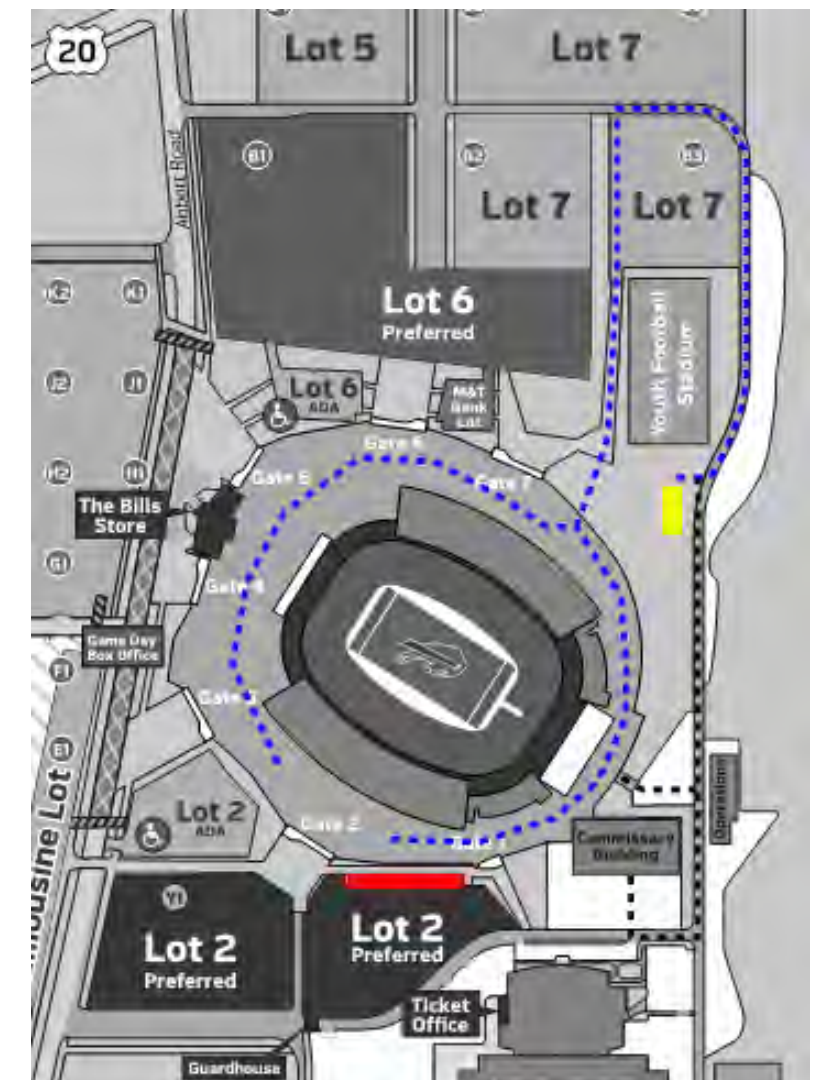 20
Lot 5
Lot 7
Abbott Road
B1
B2
B3
Lot 7
Lot 7
K2
K1
Lot 6
Preferred
Youth Football
Stadium
J2
J1
Lot 6
ADA
M&T
Bank
Lot
Gate 6
H2
H1
Gate 5
Gate 7
The Bills
Store
G1
Gate 4
Game Day
Box Office
F1
Gate 3
E1
Operations
Lot 2
ADA
Gate 2
Gate 1
Commissary
Building
Limousine Lot
Y1
Lot 2
Preferred
Lot 2
Preferred
Ticket
Office
Guardhouse